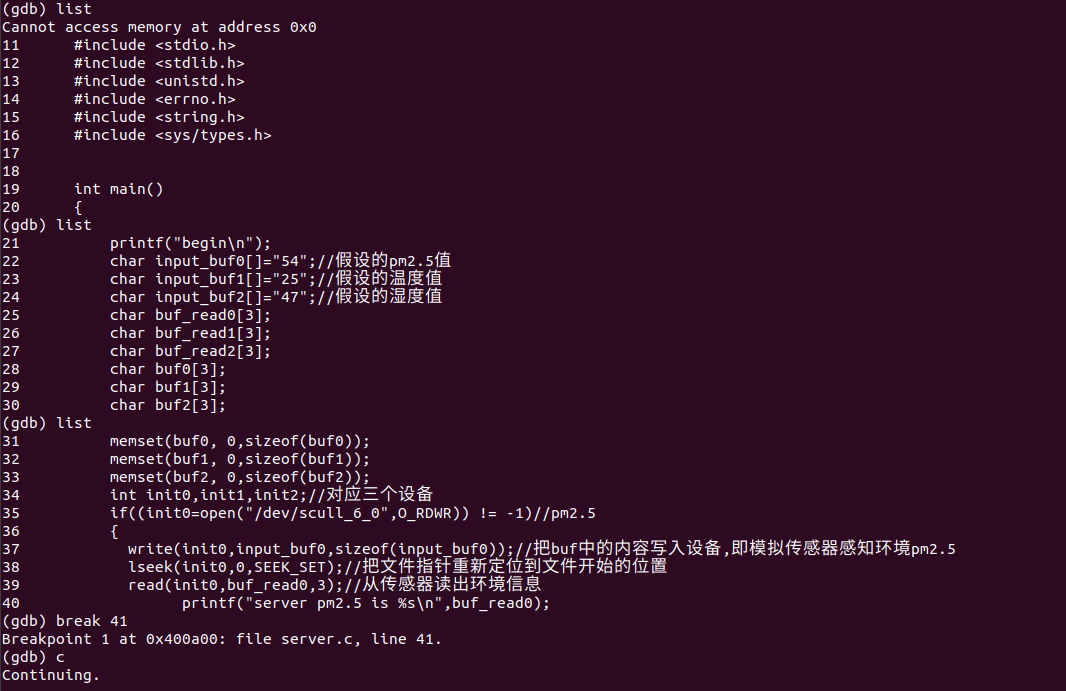 (gdb) list
Cannot access memory at address 0x0
11      #include <stdio.h>
12      #include <stdlib.h>
13      #include <unistd.h>
14      #include <errno.h>
15      #include <string.h>
16      #include <sys/types.h>
17
18
19      int main()
20      {
(gdb) list
21          printf("begin\n");
22          char input_buf0[]="54";//假设的pm2.5值
23          char input_buf1[]="25";//假设的温度值
24          char input_buf2[]="47";//假设的湿度值
25          char buf_read0[3];
26          char buf_read1[3];
27          char buf_read2[3];
28          char buf0[3];
29          char buf1[3];
30          char buf2[3];
(gdb) list
31          memset(buf0, 0,sizeof(buf0));
32          memset(buf1, 0,sizeof(buf1));
33          memset(buf2, 0,sizeof(buf2));
34          int init0,init1,init2;//对应三个设备
35          if((init0=open("/dev/scull_6_0",O_RDWR)) != -1)//pm2.5
36          {
37            write(init0,input_buf0,sizeof(input_buf0));//把buf中的内容写入设备,即模拟传感器感知环境pm2.5
38            lseek(init0,0,SEEK_SET);//把文件指针重新定位到文件开始的位置
39            read(init0,buf_read0,3);//从传感器读出环境信息
40                  printf("server pm2.5 is %s\n",buf_read0);
(gdb) break 41
Breakpoint 1 at 0x400a00: file server.c, line 41.
(gdb) c
Continuing.